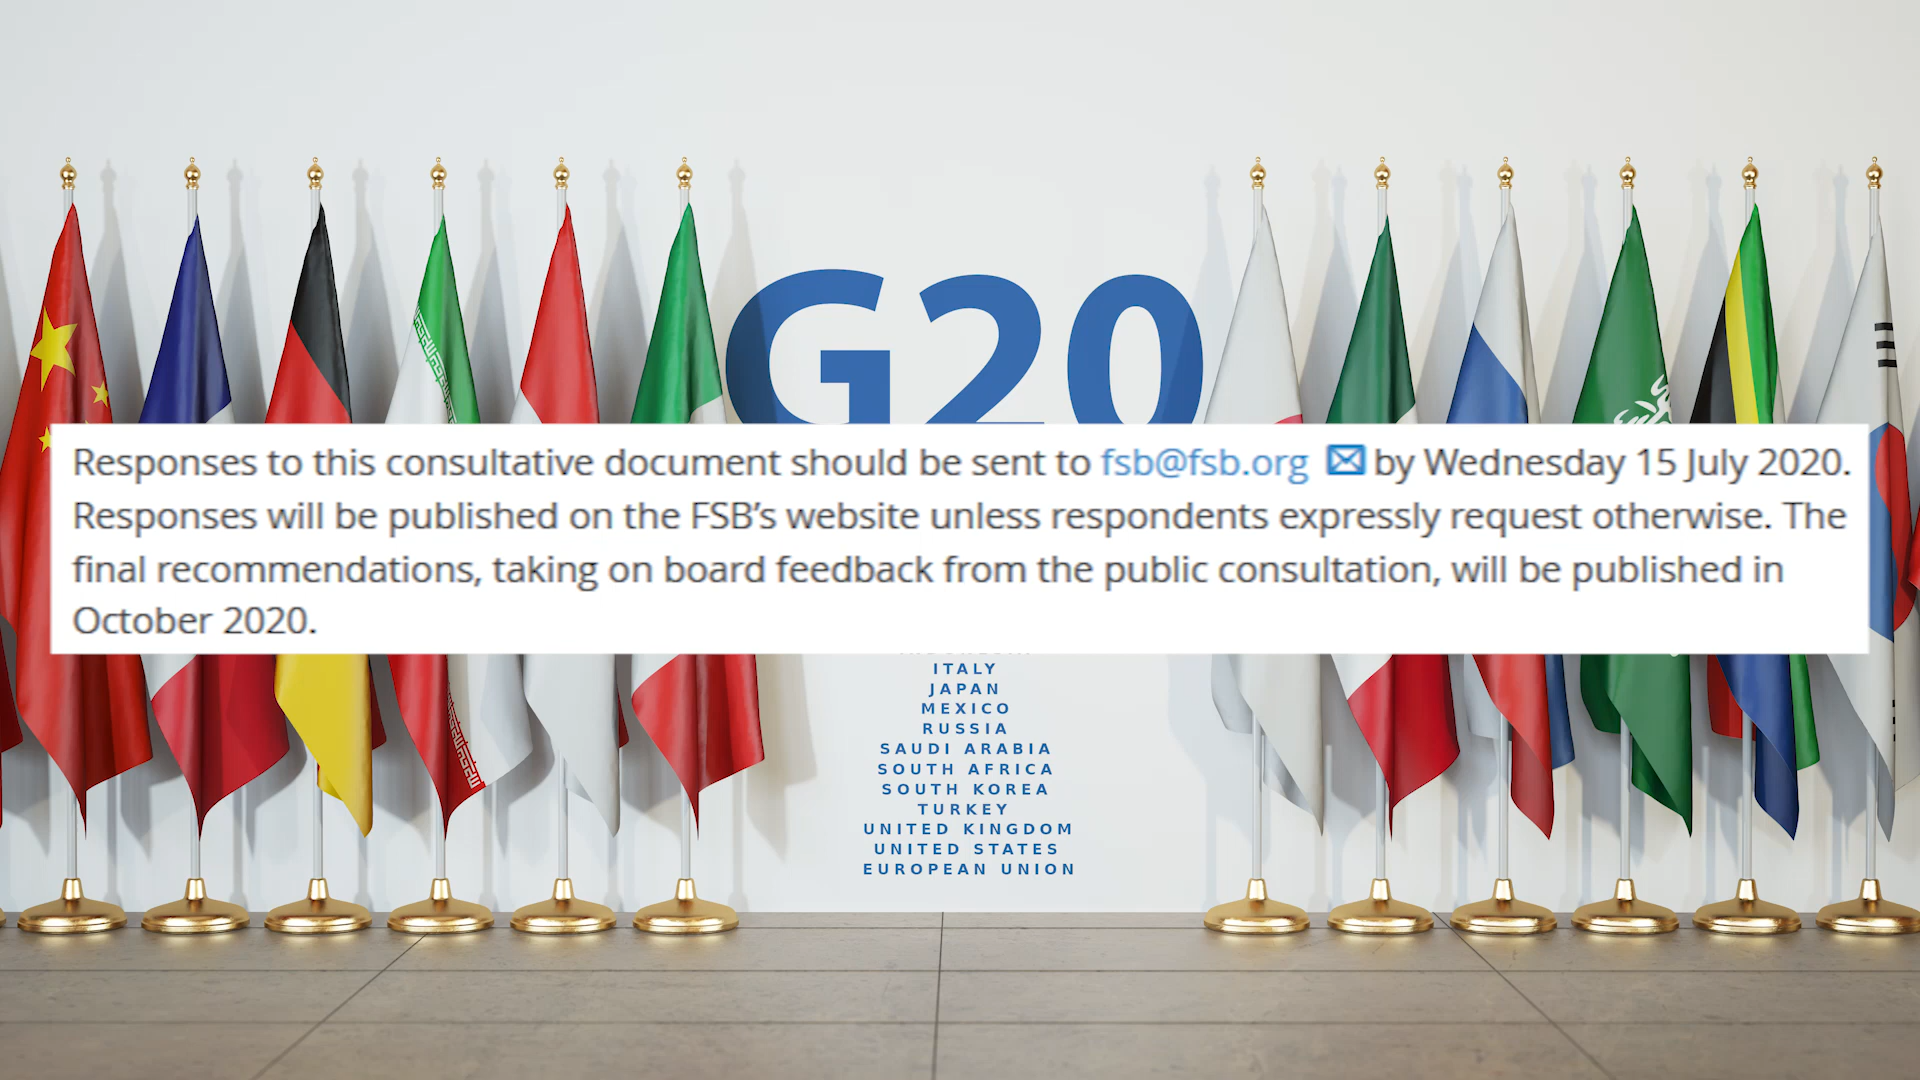 G20
Responses to this consultative document should be sent to fsb@fsb.org by Wednesday 15 July 2020.
Responses will be published on the FSB’s website unless respondents expressly request otherwise. The
final recommendations, taking on board feedback from the public consultation, will be published in
October 2020.
ITALY
JAPAN
MEXICO
RUSSIA
SAUDI ARABIA
SOUTH AFRICA
SOUTH KOREA
TURKEY
UNITED KINGDOM
UNITED STATES
EUROPEAN UNION